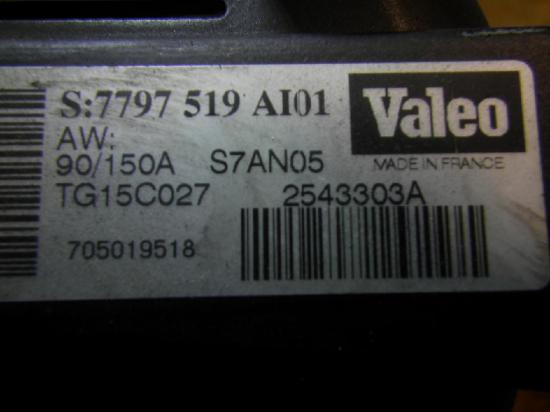 S:7797 519 AI01
Valeo
AW:
MADE IN FRANCE
90/150A S7AN05
TG15C027 2543303A
705019518